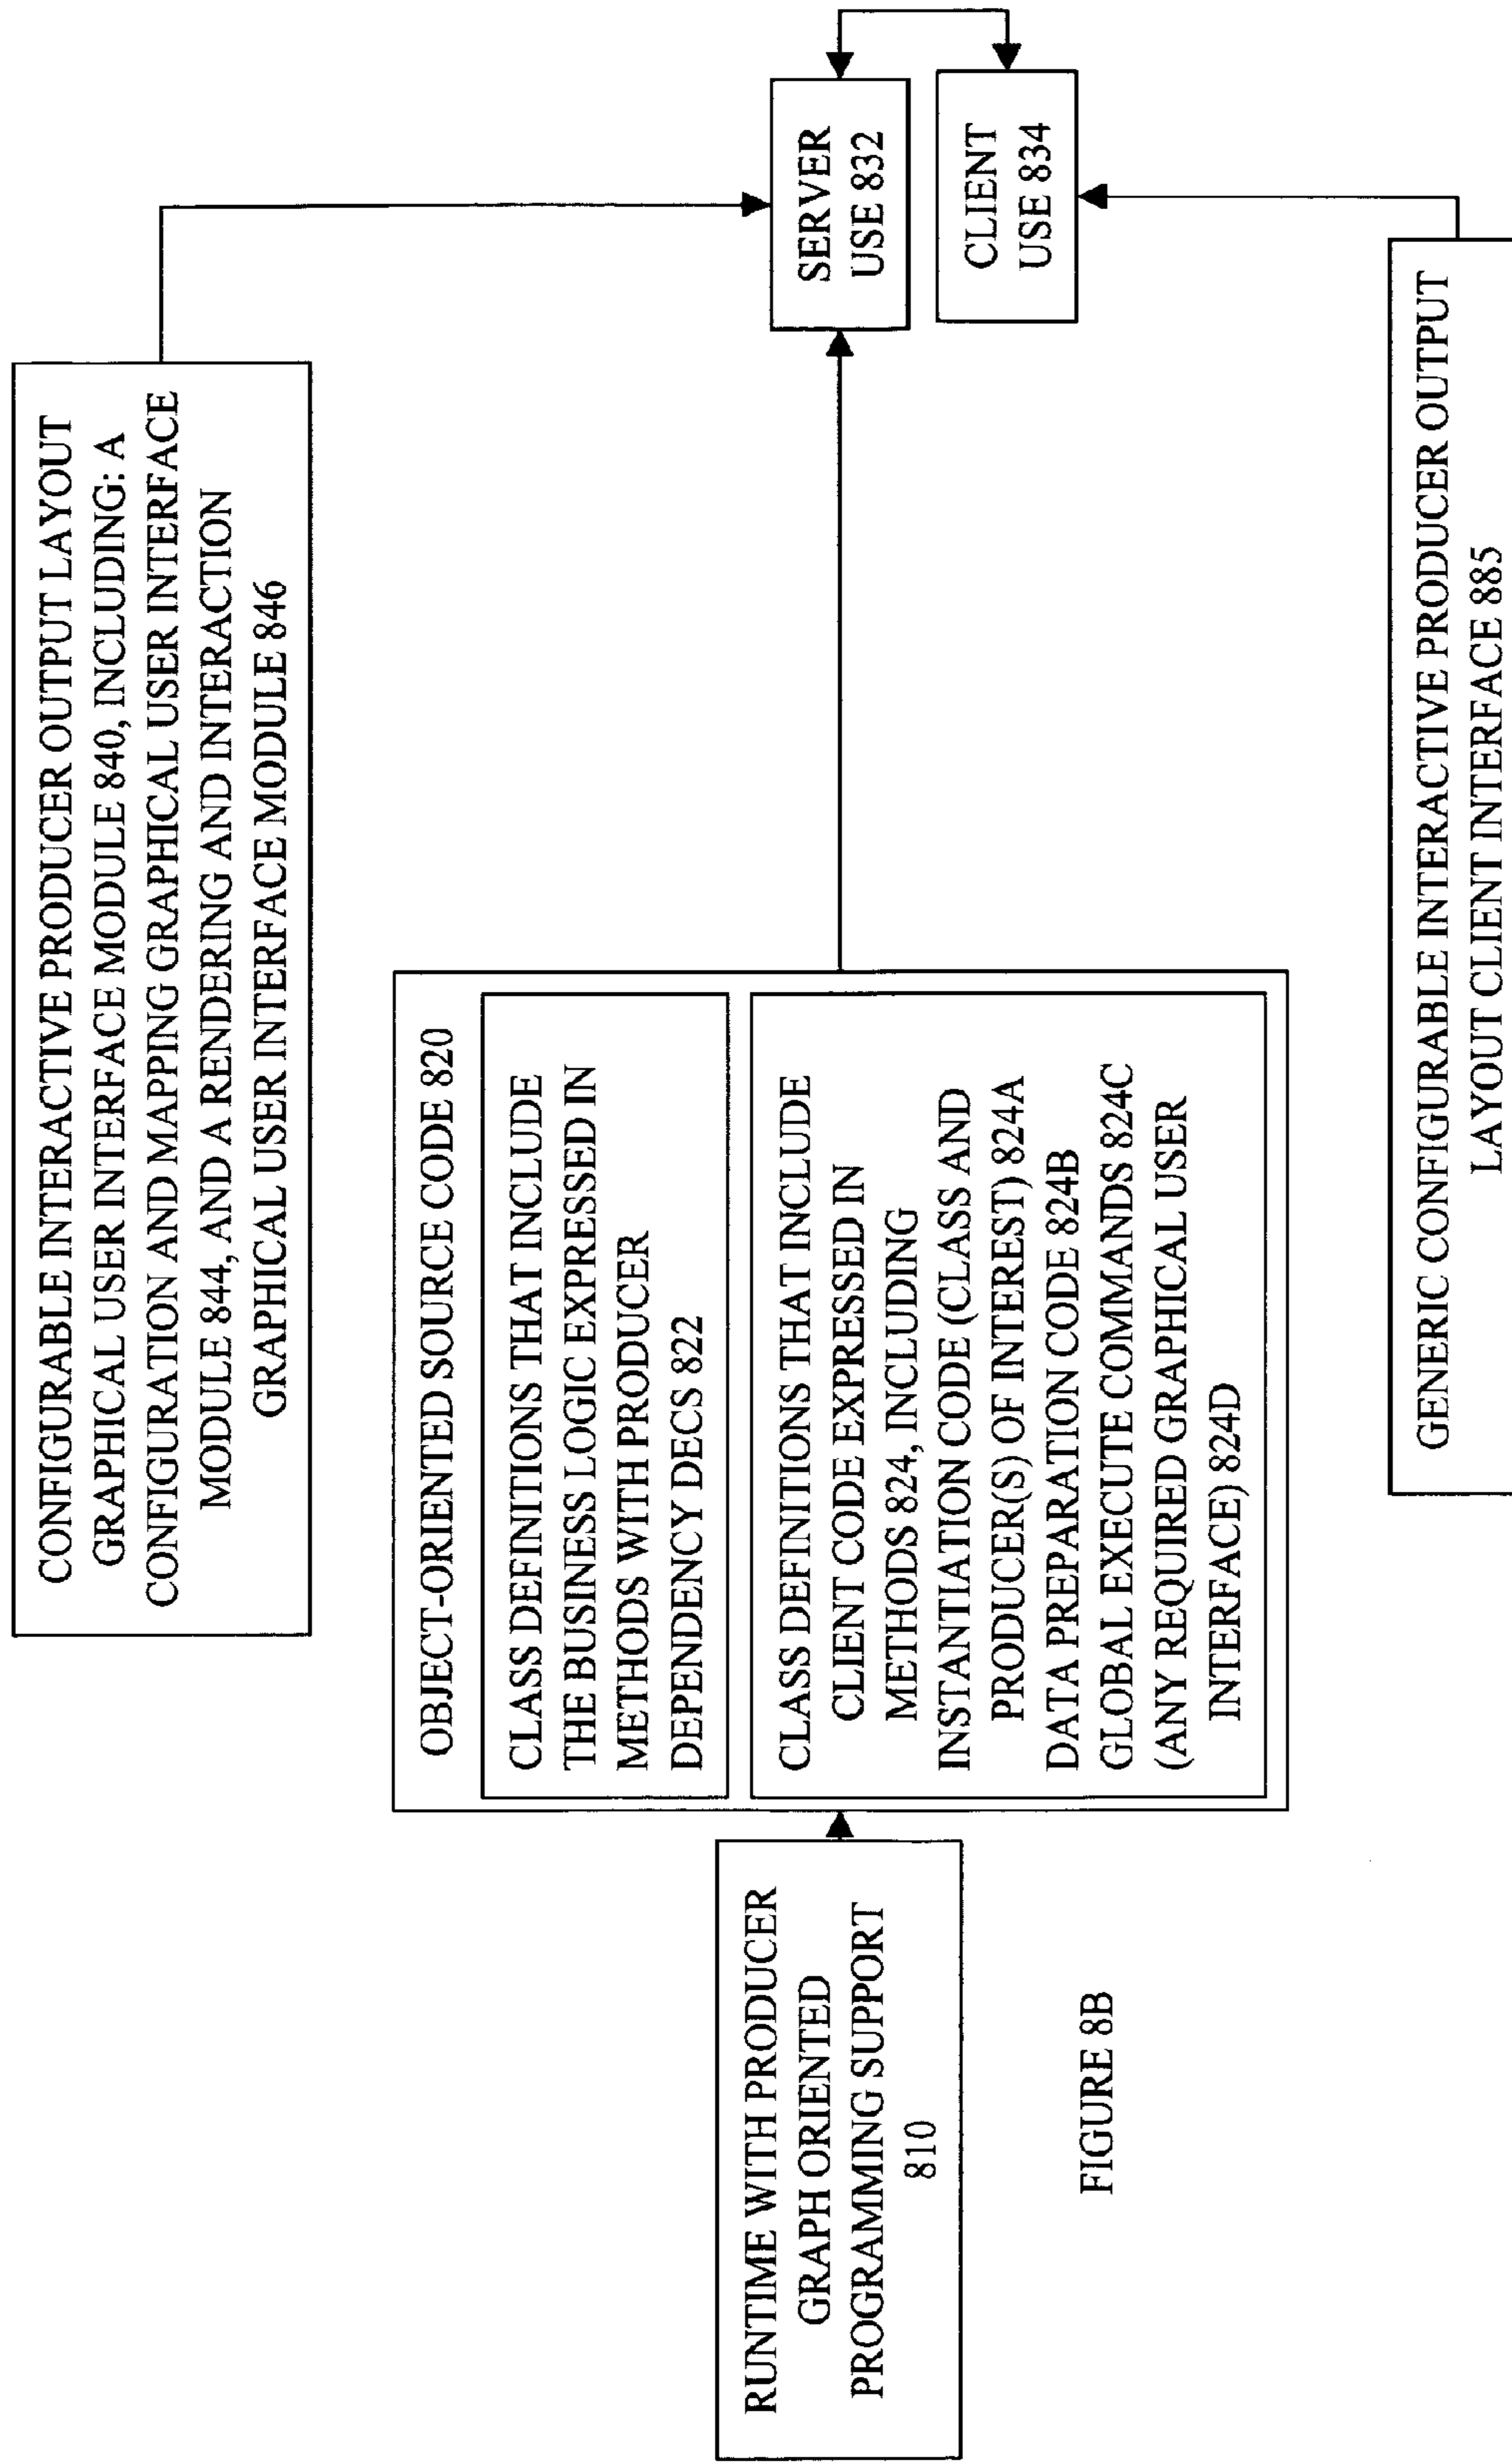 CONFIGURABLE INTERACTIVE PRODUCER OUTPUT LAYOUT
GRAPHICAL USER INTERFACE MODULE 840, INCLUDING: A
CONFIGURATION AND MAPPING GRAPHICAL USER INTERFACE
MODULE 844, AND A RENDERING AND INTERACTION
GRAPHICAL USER INTERFACE MODULE 846
RUNTIME WITH PRODUCER
GRAPH ORIENTED
PROGRAMMING SUPPORT
810
OBJECT-ORIENTED SOURCE CODE 820
CLASS DEFINITIONS THAT INCLUDE
THE BUSINESS LOGIC EXPRESSED IN
METHODS WITH PRODUCER
DEPENDENCY DECS 822
CLASS DEFINITIONS THAT INCLUDE
CLIENT CODE EXPRESSED IN
METHODS 824, INCLUDING
INSTANTIATION CODE (CLASS AND
PRODUCER(S) OF INTEREST) 824A
DATA PREPARATION CODE 824B
GLOBAL EXECUTE COMMANDS 824C
(ANY REQUIRED GRAPHICAL USER
INTERFACE) 824D
SERVER
USE 832
CLIENT
USE 834
GENERIC CONFIGURABLE INTERACTIVE PRODUCER OUTPUT
LAYOUT CLIENT INTERFACE 885
FIGURE 8B